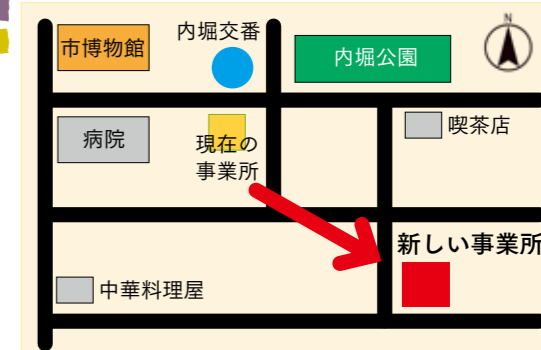 内堀交番
N
市博物館
内堀公園
喫茶店
病院
現在の
事業所
新しい事業所
中華料理屋